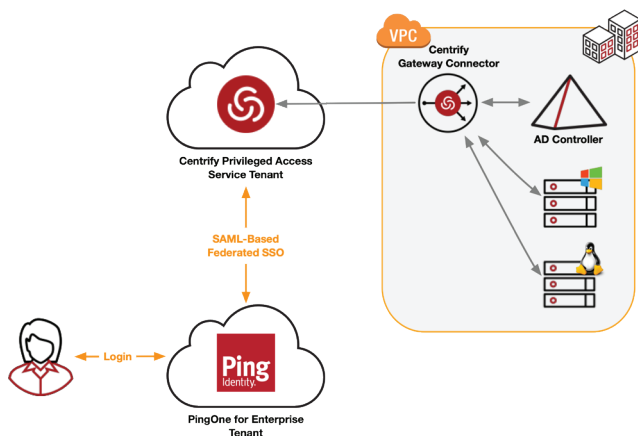 VPC
Centrify
Gateway Connector
AD Controller
Centrify Privileged Access
Service Tenant
SAML-Based
Federated SSO
Login
Ping
Identity.
PingOne for Enterprise
Tenant